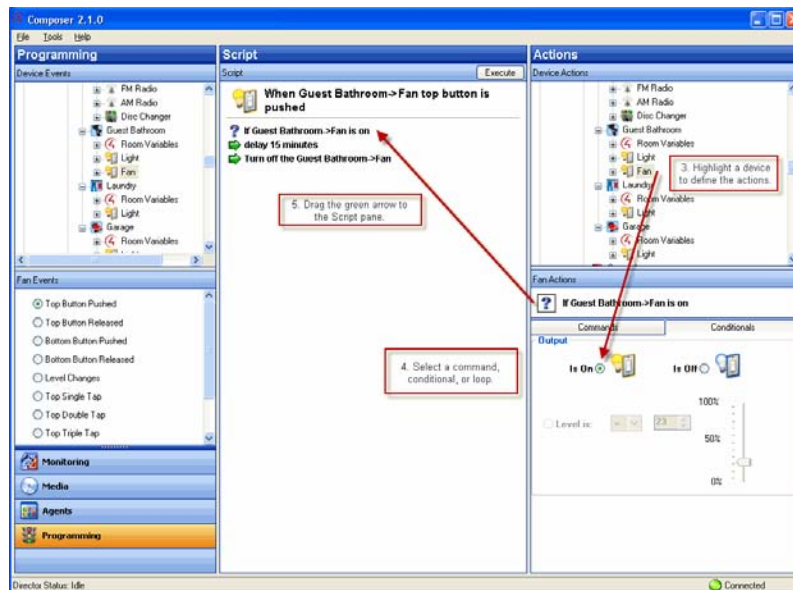 Composer 2.1.0
File Tools Help
Programming
Device Events
FM Radio
AM Radio
Disc Changer
Guest Bathroom
Room Variables
Light
Fan
Laundry
Room Variables
Light
Garage
Room Variables
Fan Events
Top Button Pushed
Top Button Released
Bottom Button Pushed
Bottom Button Released
Level Changes
Top Single Tap
Top Double Tap
Top Triple Tap
Monitoring
Media
Agents
Programming
Script
Script
Execute
When Guest Bathroom->Fan top button is
pushed
? If Guest Bathroom->Fan is on
delay 15 minutes
Turn off the Guest Bathroom->Fan
5. Drag the green arrow to
the Script pane.
4. Select a command,
conditional, or loop.
Actions
Device Actions
FM Radio
AM Radio
Disc Changer
Guest Bathroom
Room Variables
Light
Fan
Laundry
Room Variables
Light
Garage
Room Variables
Light
3. Highlight a device
to define the actions.
Fan Actions
? If Guest Bathroom->Fan is on
Commands
Conditionals
Output
Is On
Is Off
Level is:
23
100%
50%
0%
Director Status: Idle
Connected